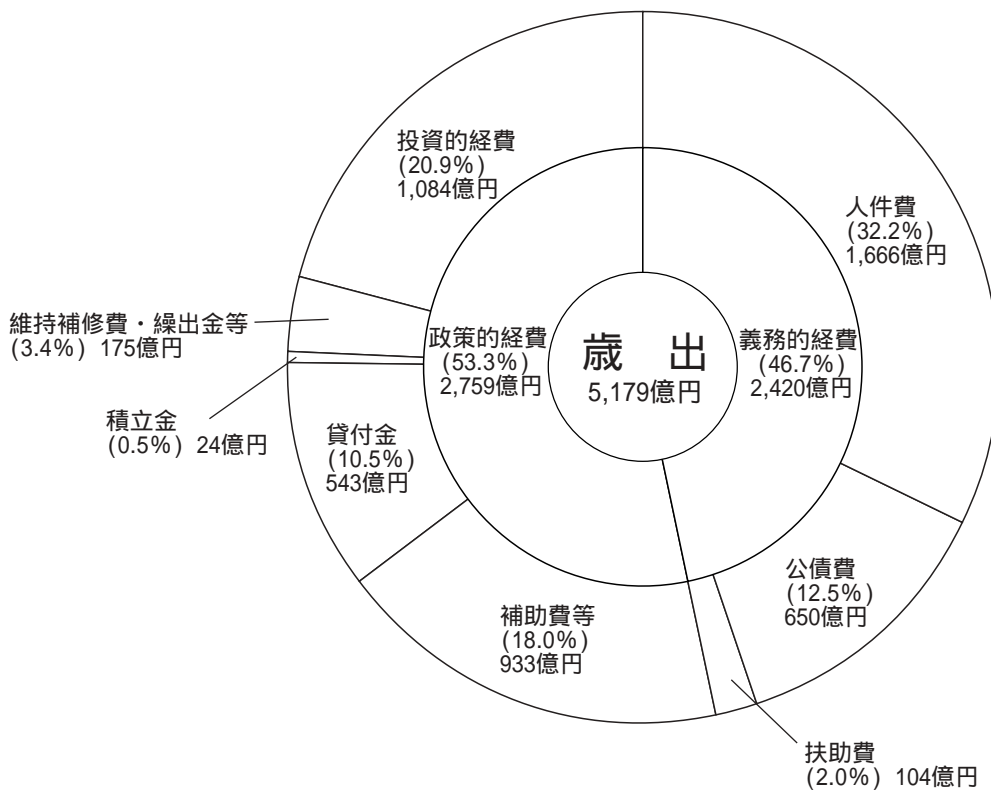 歳 出
5,179億円
義務的経費
(46.7%)
2,420億円
政策的経費
(53.3%)
2,759億円
人件費
(32.2%)
1,666億円
公債費
(12.5%)
650億円
扶助費
(2.0%) 104億円
補助費等
(18.0%)
933億円
貸付金
(10.5%)
543億円
積立金
(0.5%) 24億円
維持補修費・繰出金等
(3.4%) 175億円
投資的経費
(20.9%)
1,084億円